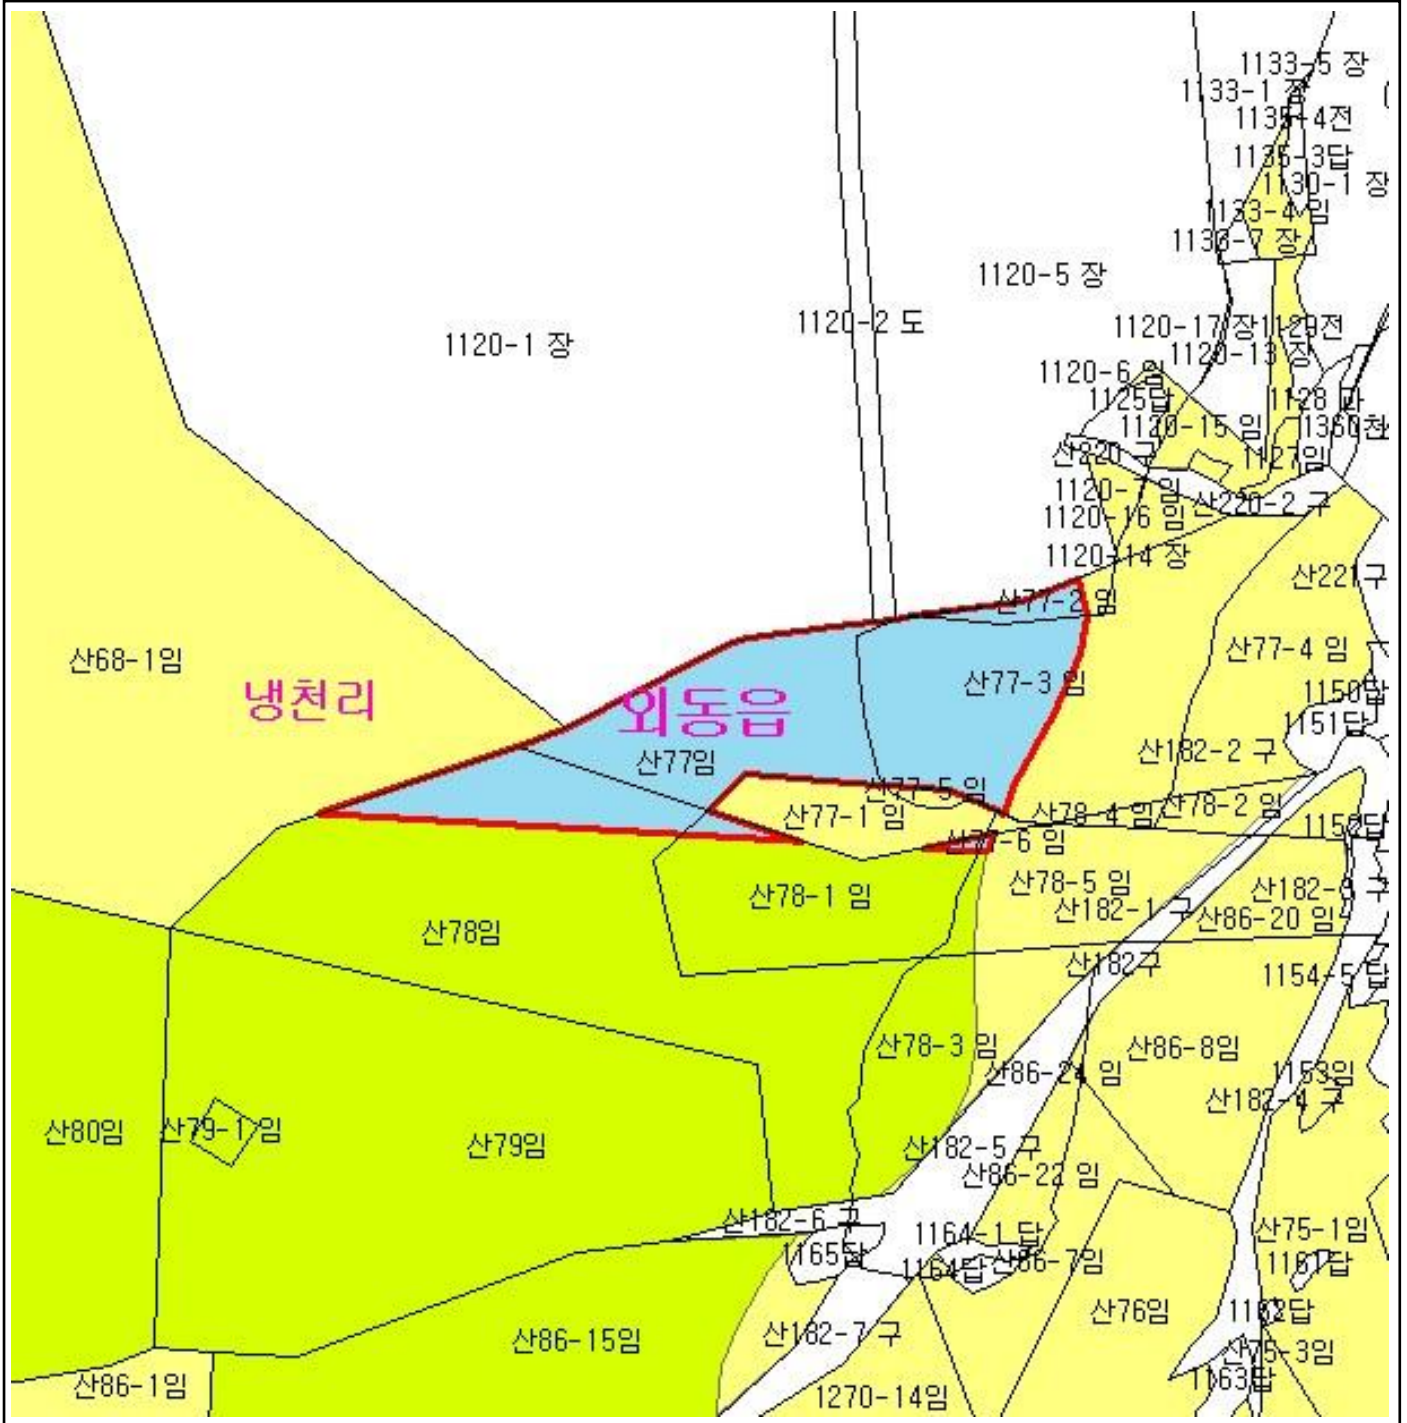 1133-5 장
1133-1 장
1135-4전
1135-3답
1130-1 장
1133-4 임
1133-7 장
1120-5 장
1120-2 도
1120-17 장
1129전
1120-1 장
1120-13 장
1120-6 임
1125답
1128 과
1120-15 임
1360천
산220 구
1127임
1120-7 임
산220-2 구
1120-16 임
1120-14 장
산221구
산77-2 임
산77-4 임
산68-1임
산77-3 임
1150답
냉천리
외동읍
1151답
산182-2 구
산77임
산77-5 임
산78-2 임
산77-1 임
산78-4 임
산77-6 임
산78-5 임
산78-1 임
산182-1 구
산86-20 임
산78임
산182구
1154-5 답
산78-3 임
산86-8임
산86-24 임
1153임
산182-4 구
산80임
산79-1 임
산79임
산182-5 구
산86-22 임
산182-6 구
1164-1 답
산75-1임
1165답
1164답
산86-7임
1161답
산76임
1162답
산182-7 구
산86-15임
산75-3임
산86-1임
1163답
1270-14임